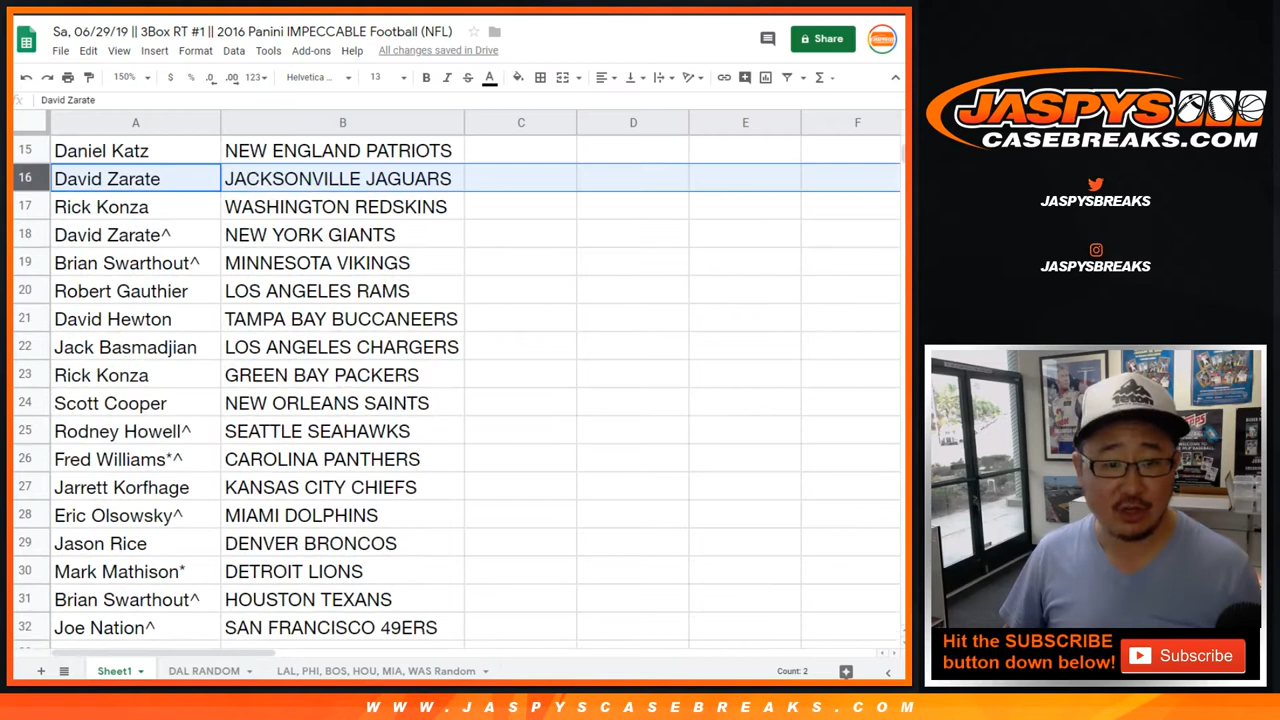 Sa, 06/29/19 || 3Box RT #1 || 2016 Panini IMPECCABLE Football (NFL)
File Edit View Insert Format Data Tools Add-ons Help All changes saved in Drive
Share
150% $ % .0 .00 123 Helvetica ... 13 B I S A
fx David Zarate
A B C D E F
15 Daniel Katz NEW ENGLAND PATRIOTS
16 David Zarate JACKSONVILLE JAGUARS
17 Rick Konza WASHINGTON REDSKINS
18 David Zarate^ NEW YORK GIANTS
19 Brian Swarthout^ MINNESOTA VIKINGS
20 Robert Gauthier LOS ANGELES RAMS
21 David Hewton TAMPA BAY BUCCANEERS
22 Jack Basmadjian LOS ANGELES CHARGERS
23 Rick Konza GREEN BAY PACKERS
24 Scott Cooper NEW ORLEANS SAINTS
25 Rodney Howell^ SEATTLE SEAHAWKS
26 Fred Williams*^ CAROLINA PANTHERS
27 Jarrett Korfhage KANSAS CITY CHIEFS
28 Eric Olsowsky^ MIAMI DOLPHINS
29 Jason Rice DENVER BRONCOS
30 Mark Mathison* DETROIT LIONS
31 Brian Swarthout^ HOUSTON TEXANS
32 Joe Nation^ SAN FRANCISCO 49ERS
+ Sheet1 DAL RANDOM LAL, PHI, BOS, HOU, MIA, WAS Random Count: 2
JASPYS
CASEBREAKS.COM
JASPYSBREAKS
JASPYSBREAKS
Teton
Hit the SUBSCRIBE
button down below!
Subscribe
WWW.JASPYSCASEBREAKS.COM